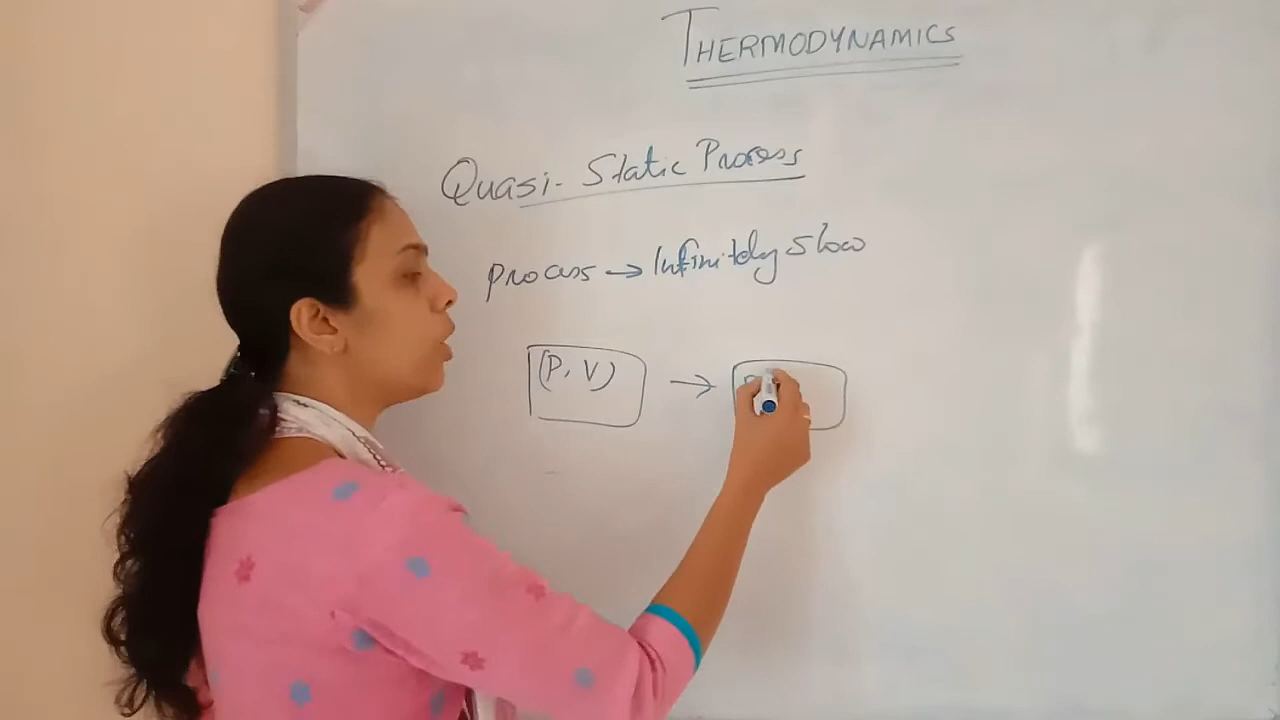 THERMODYNAMICS
Quasi-Static Process
Process → Infinitely Slow
(P, V) → P